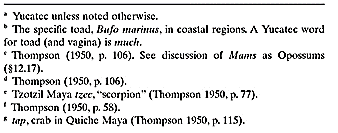 a Yucatec unless noted otherwise.
b The specific toad, Bufo marinus, in coastal regions. A Yucatec word
for toad (and vagina) is much.
c Thompson (1950, p. 106). See discussion of Mams as Opossums
(§12.17).
d Thompson (1950, p. 106).
e Tzotzil Maya tzec, "scorpion" (Thompson 1950, p. 77).
f Thompson (1950, p. 58).
g tap, crab in Quiche Maya (Thompson 1950, p. 115).